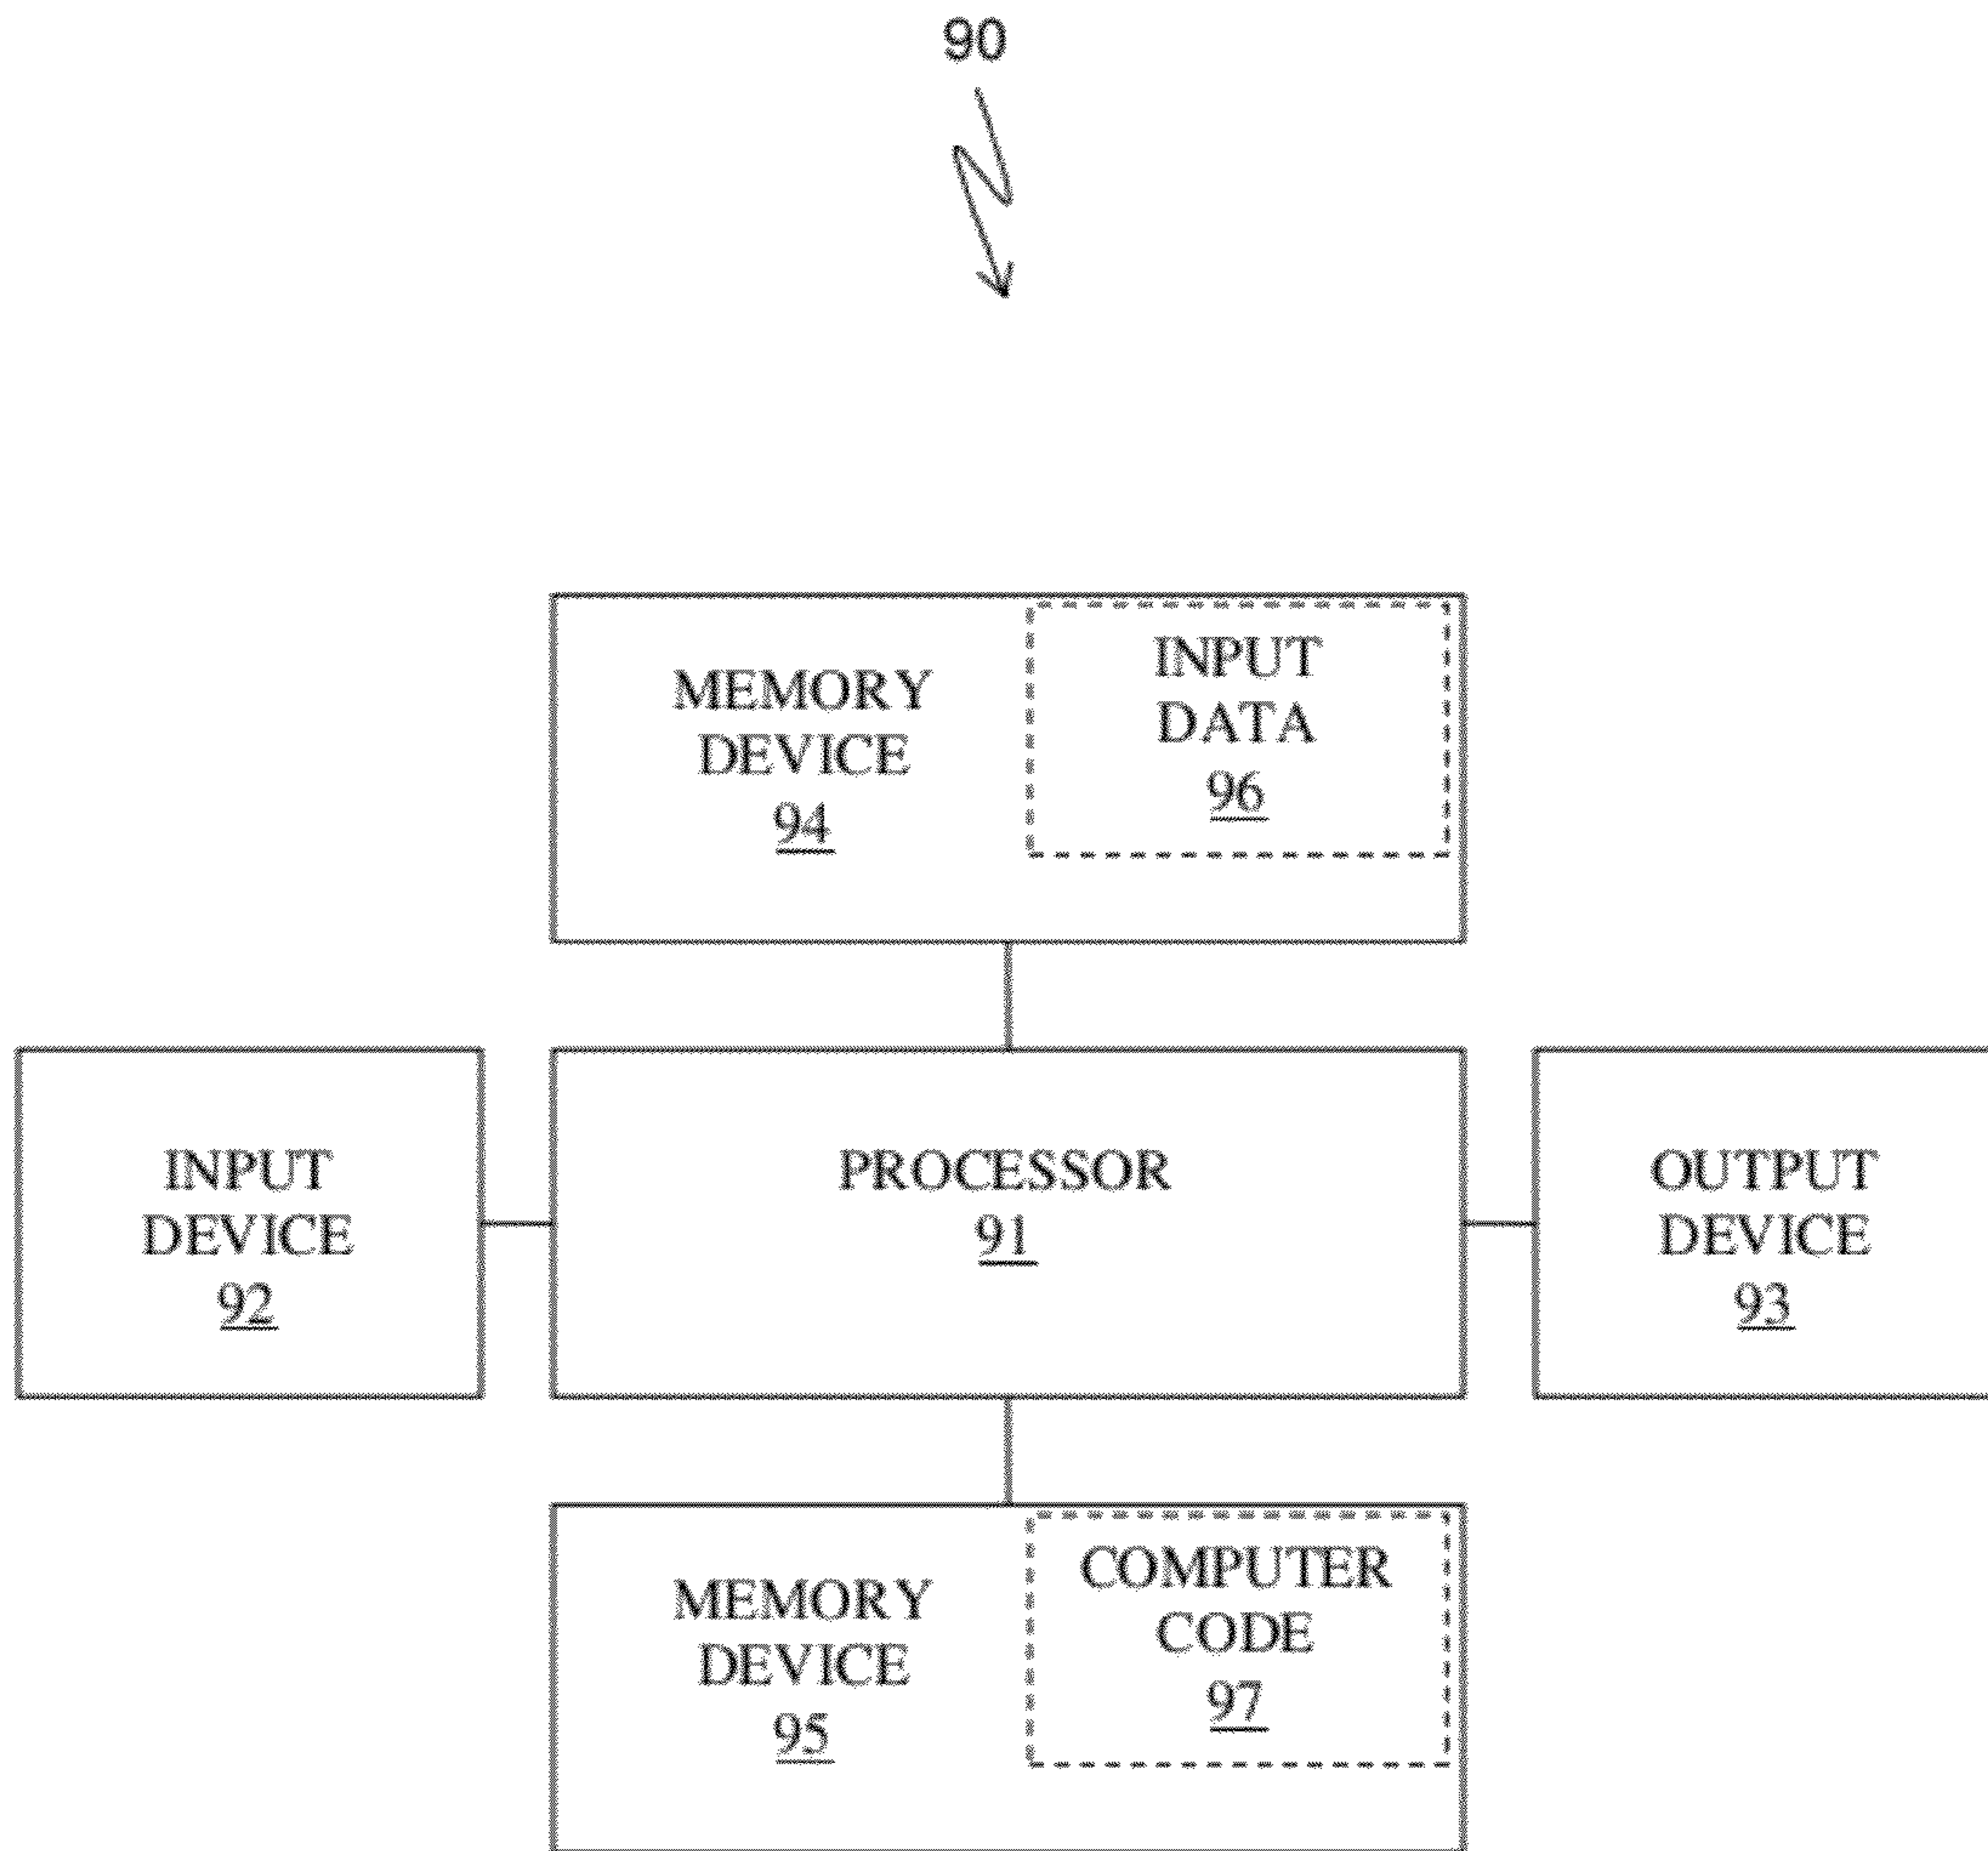 90
MEMORY
DEVICE
94
INPUT
DATA
96
INPUT
DEVICE
92
PROCESSOR
91
OUTPUT
DEVICE
93
MEMORY
DEVICE
95
COMPUTER
CODE
97